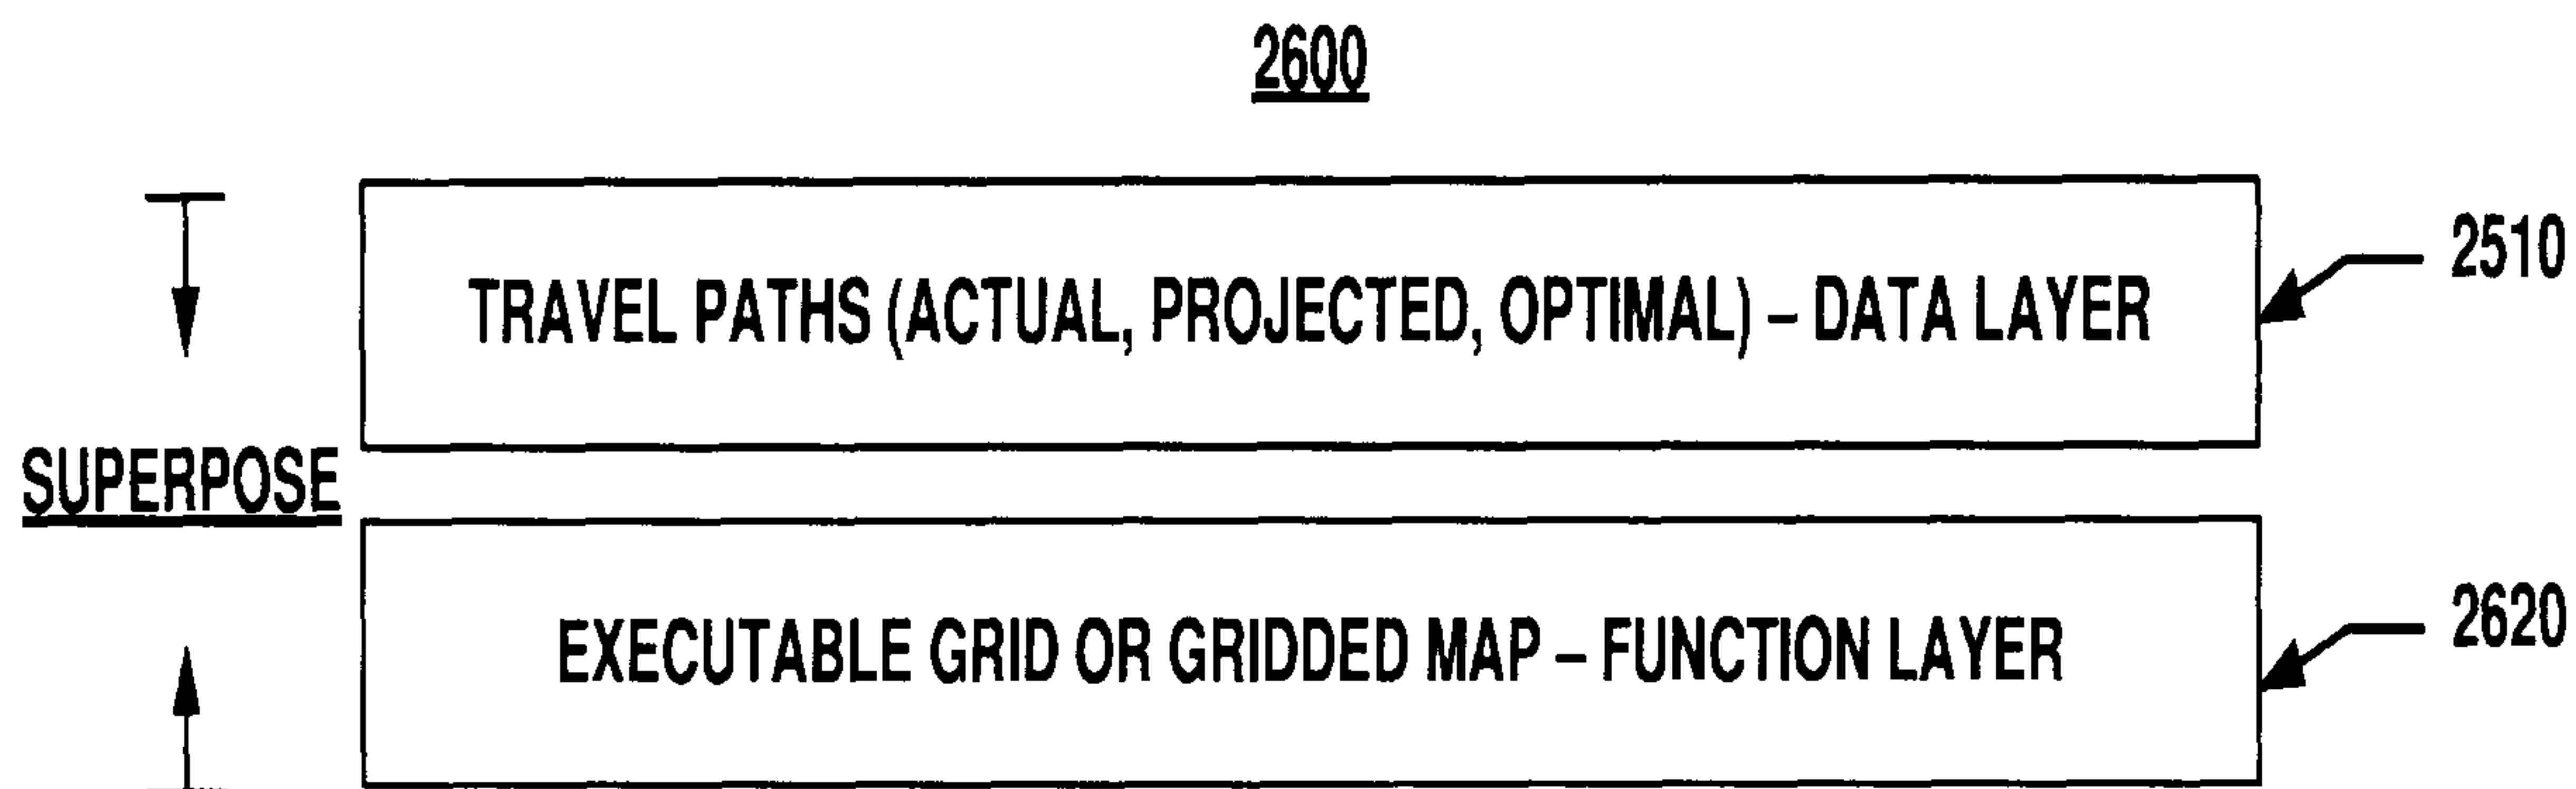 2600
TRAVEL PATHS (ACTUAL, PROJECTED, OPTIMAL) – DATA LAYER
2510
SUPERPOSE
EXECUTABLE GRID OR GRIDDED MAP – FUNCTION LAYER
2620